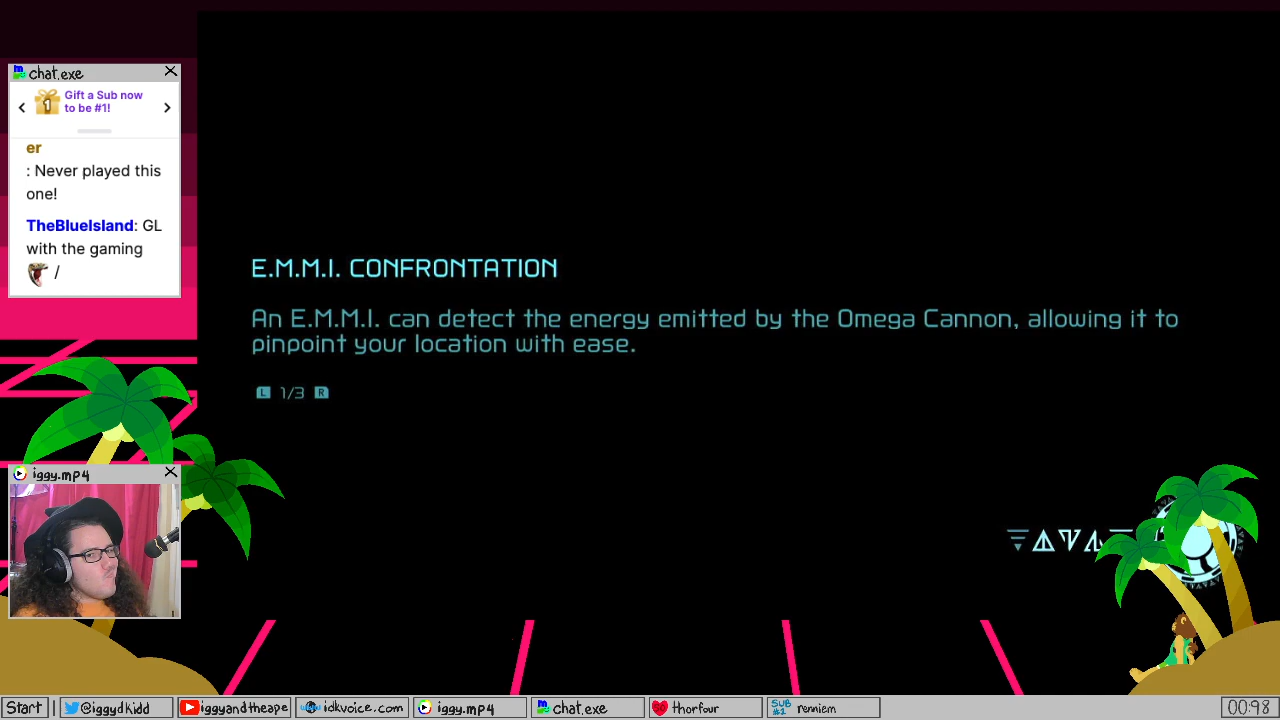 chat.exe
Gift a Sub now
to be #1!
1
er
: Never played this
one!
TheBlueIsland: GL
with the gaming
/
E.M.M.I. CONFRONTATION
An E.M.M.I. can detect the energy emitted by the Omega Cannon, allowing it to
pinpoint your location with ease.
L 1/3 R
iggy.mp4
Start | @iggydkidd iggyandtheape idkvoice.com iggy.mp4 chat.exe thorfour SUB #1 renniem 00:98